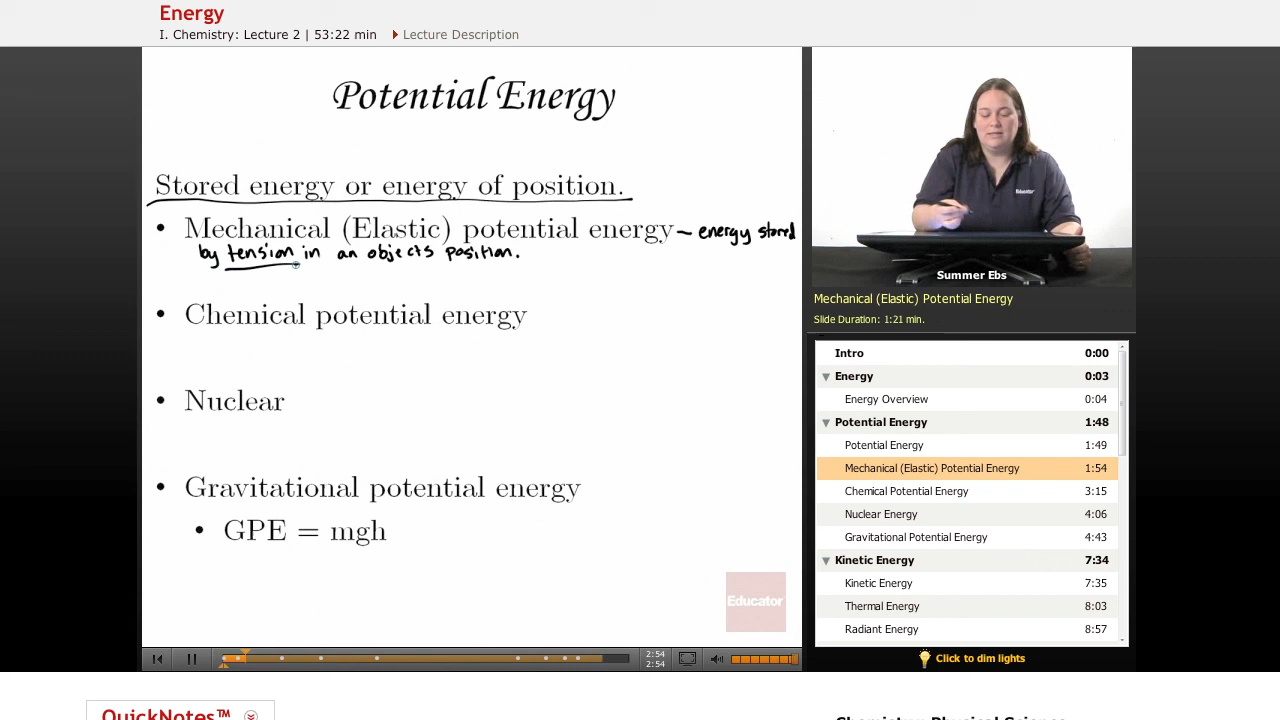 Energy
I. Chemistry: Lecture 2 | 53:22 min
Lecture Description
Potential Energy
Stored energy or energy of position.
• Mechanical (Elastic) potential energy – energy stored
by tension in an objects position.
• Chemical potential energy
• Nuclear
• Gravitational potential energy
• GPE = mgh
Educator
Educator
Summer Ebs
Mechanical (Elastic) Potential Energy
Slide Duration: 1:21 min.
Intro 0:00
Energy 0:03
Energy Overview 0:04
Potential Energy 1:48
Potential Energy 1:49
Mechanical (Elastic) Potential Energy 1:54
Chemical Potential Energy 3:15
Nuclear Energy 4:06
Gravitational Potential Energy 4:43
Kinetic Energy 7:34
Kinetic Energy 7:35
Thermal Energy 8:03
Radiant Energy 8:57
2:54
2:54
Click to dim lights
QuickNotes™
Chemistry: Physical Science